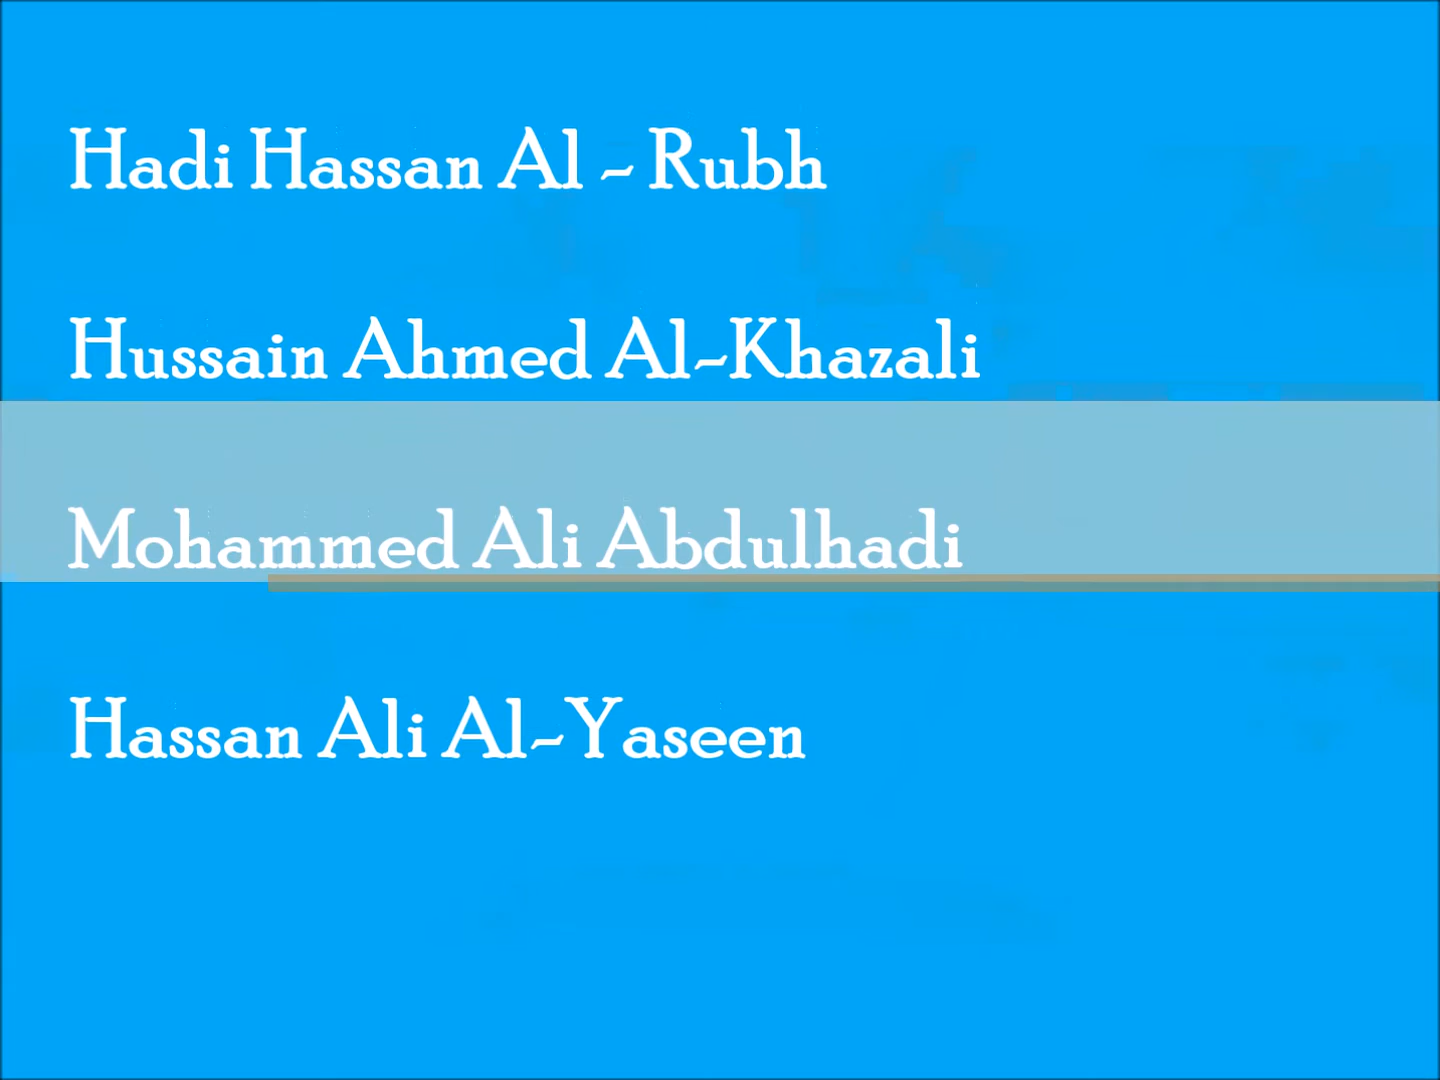 Hadi Hassan Al - Rubh
Hussain Ahmed Al-Khazali
Mohammed Ali Abdulhadi
Hassan Ali Al-Yaseen